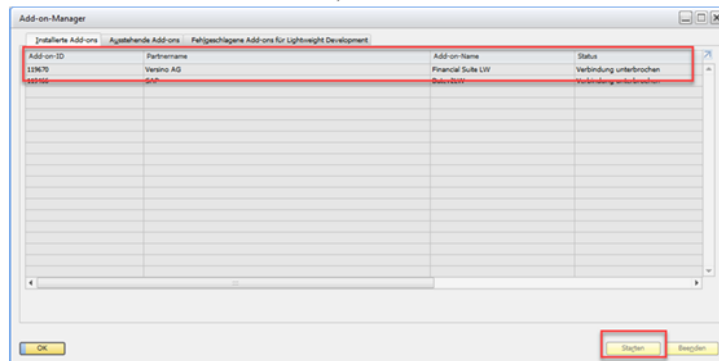 Add-on-Manager
Installierte Add-ons Ausstehende Add-ons Fehlgeschlagene Add-ons für Lightweight Development
Add-on-ID Partnername Add-on-Name Status
119670 Versino AG Financial Suite LW Verbindung unterbrochen
SAP Verbindung unterbrochen
OK Starten Beenden